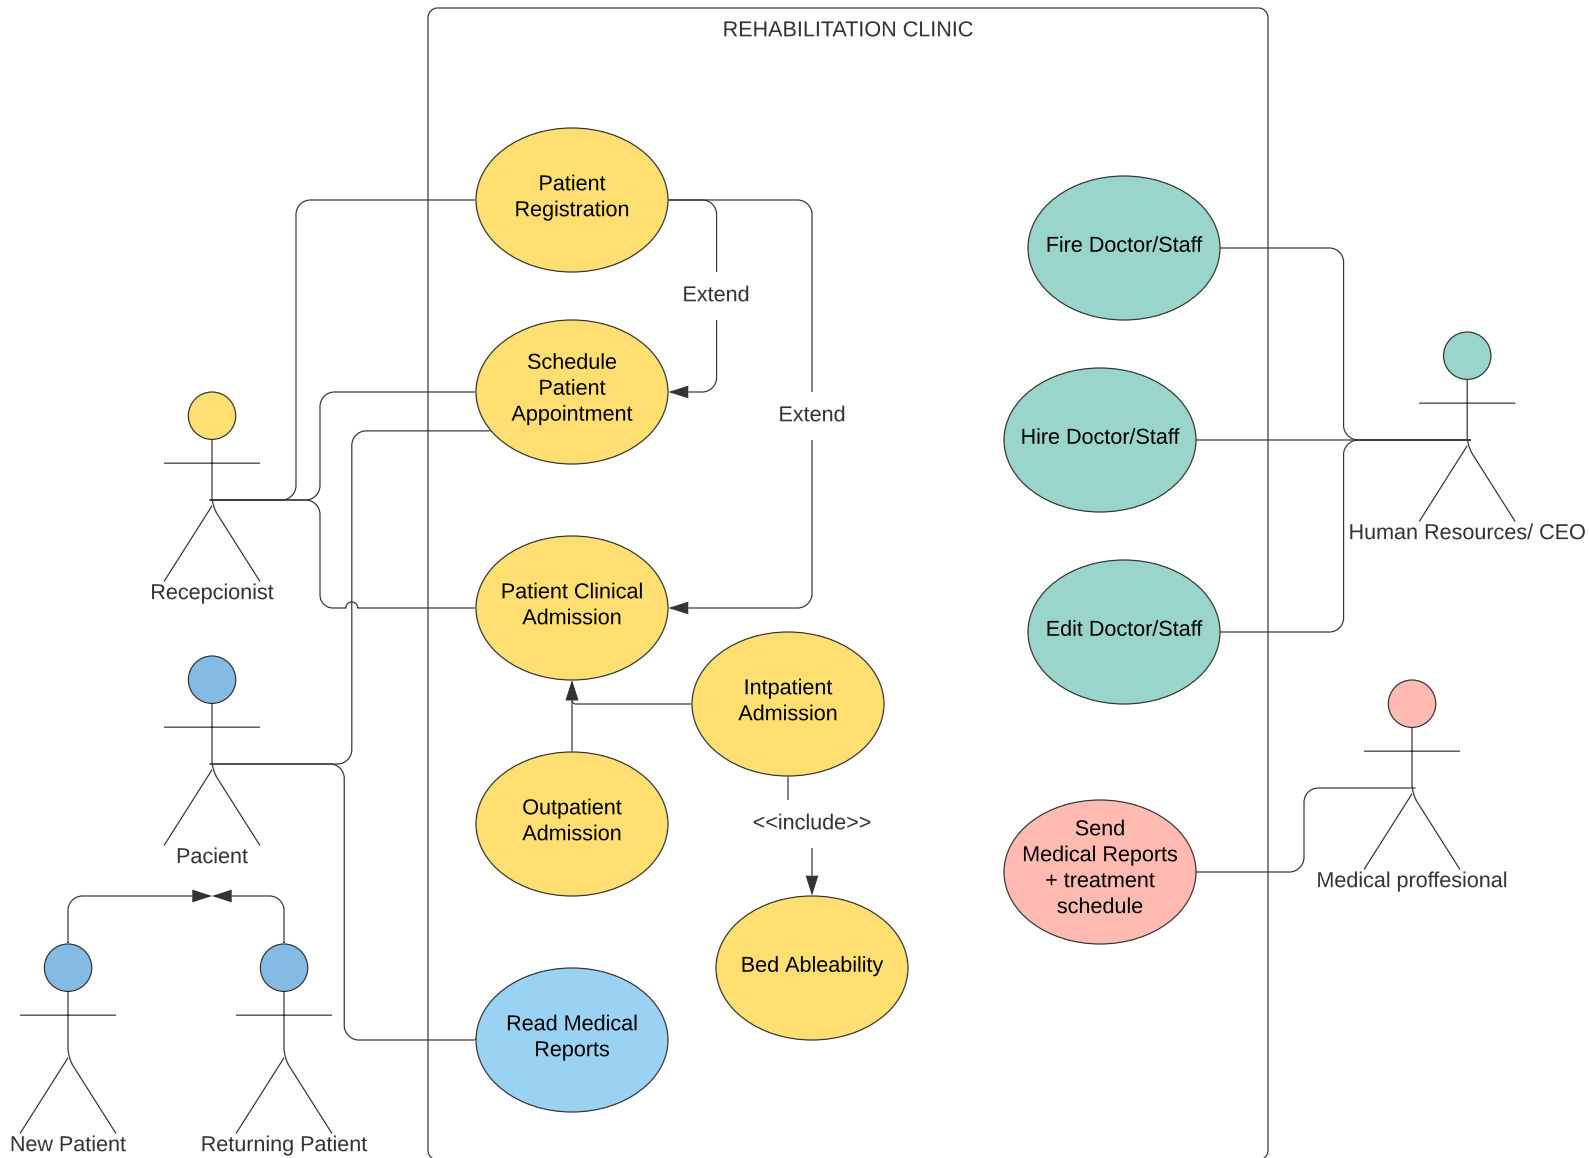 REHABILITATION CLINIC
Patient
Registration
Extend
Schedule
Patient
Appointment
Extend
Recepcionist
Patient Clinical
Admission
Intpatient
Admission
Outpatient
Admission
<<include>>
Bed Ableability
Pacient
New Patient
Returning Patient
Read Medical
Reports
Fire Doctor/Staff
Hire Doctor/Staff
Edit Doctor/Staff
Human Resources/ CEO
Send
Medical Reports
+ treatment
schedule
Medical proffesional